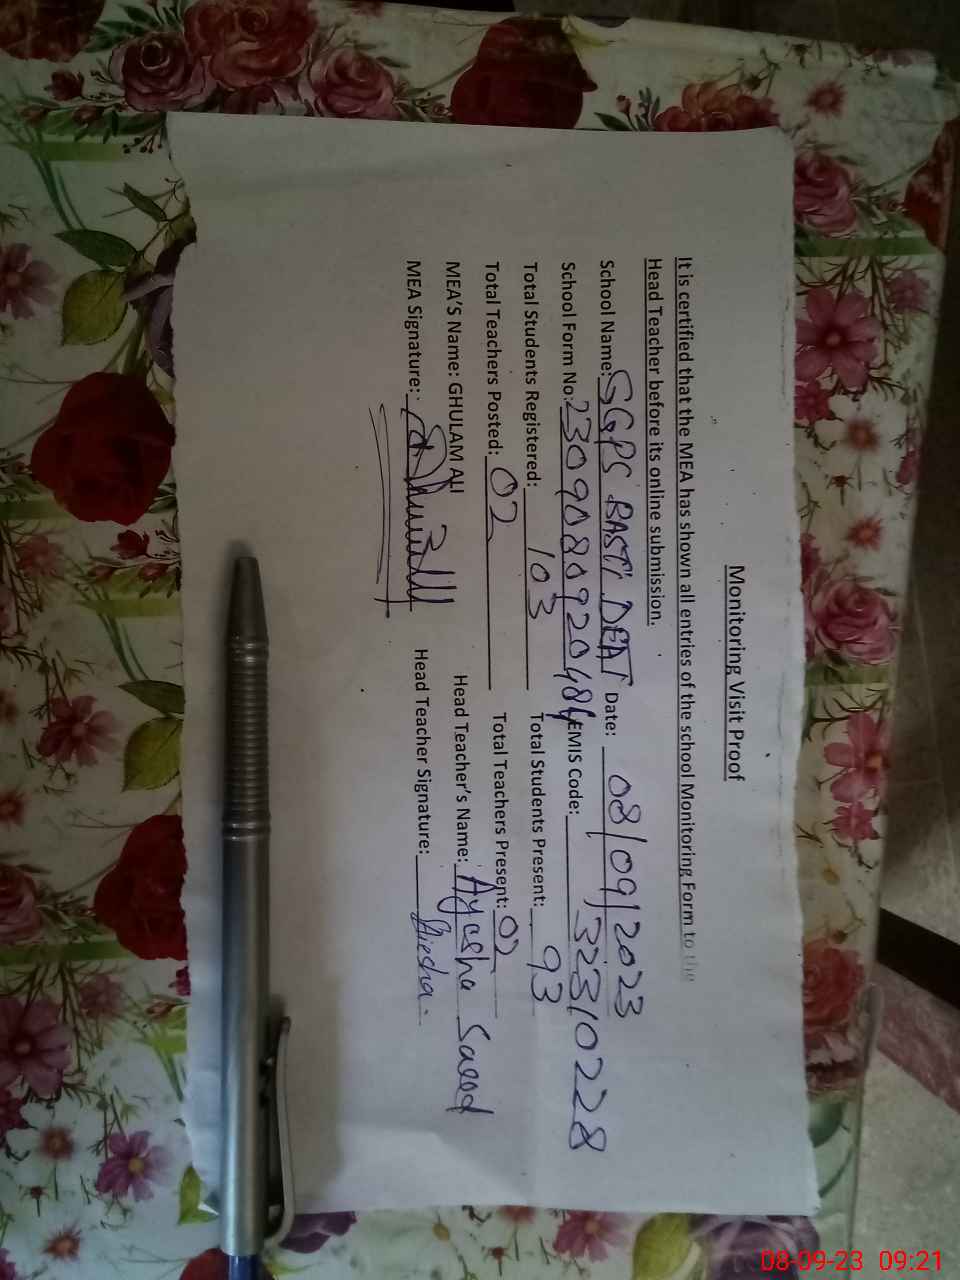 Monitoring Visit Proof
It is certified that the MEA has shown all entries of the school Monitoring Form to the
Head Teacher before its online submission.
School Name: SGPS BASTI DEAT Date: 08/09/2023
School Form No: 2309080920484 EMIS Code: 32310228
Total Students Registered: 103 Total Students Present: 93
Total Teachers Posted: 02 Total Teachers Present: 02
MEA'S Name: GHULAM ALI Head Teacher's Name: Ayesha Saeed
MEA Signature: Head Teacher Signature: Aiesha.
08-09-23 09:21